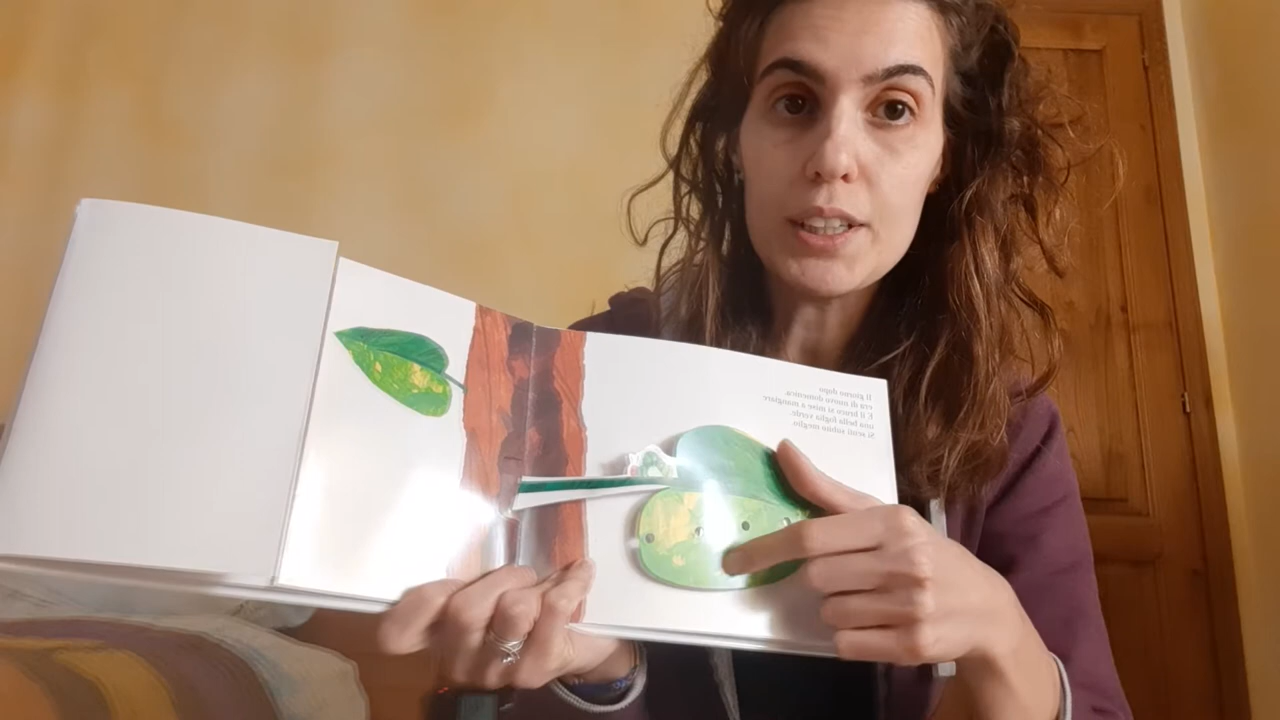 Il giorno dopo
era di nuovo domenica.
E il bruco si mise a mangiare
una bella foglia verde.
Si sentì subito meglio.